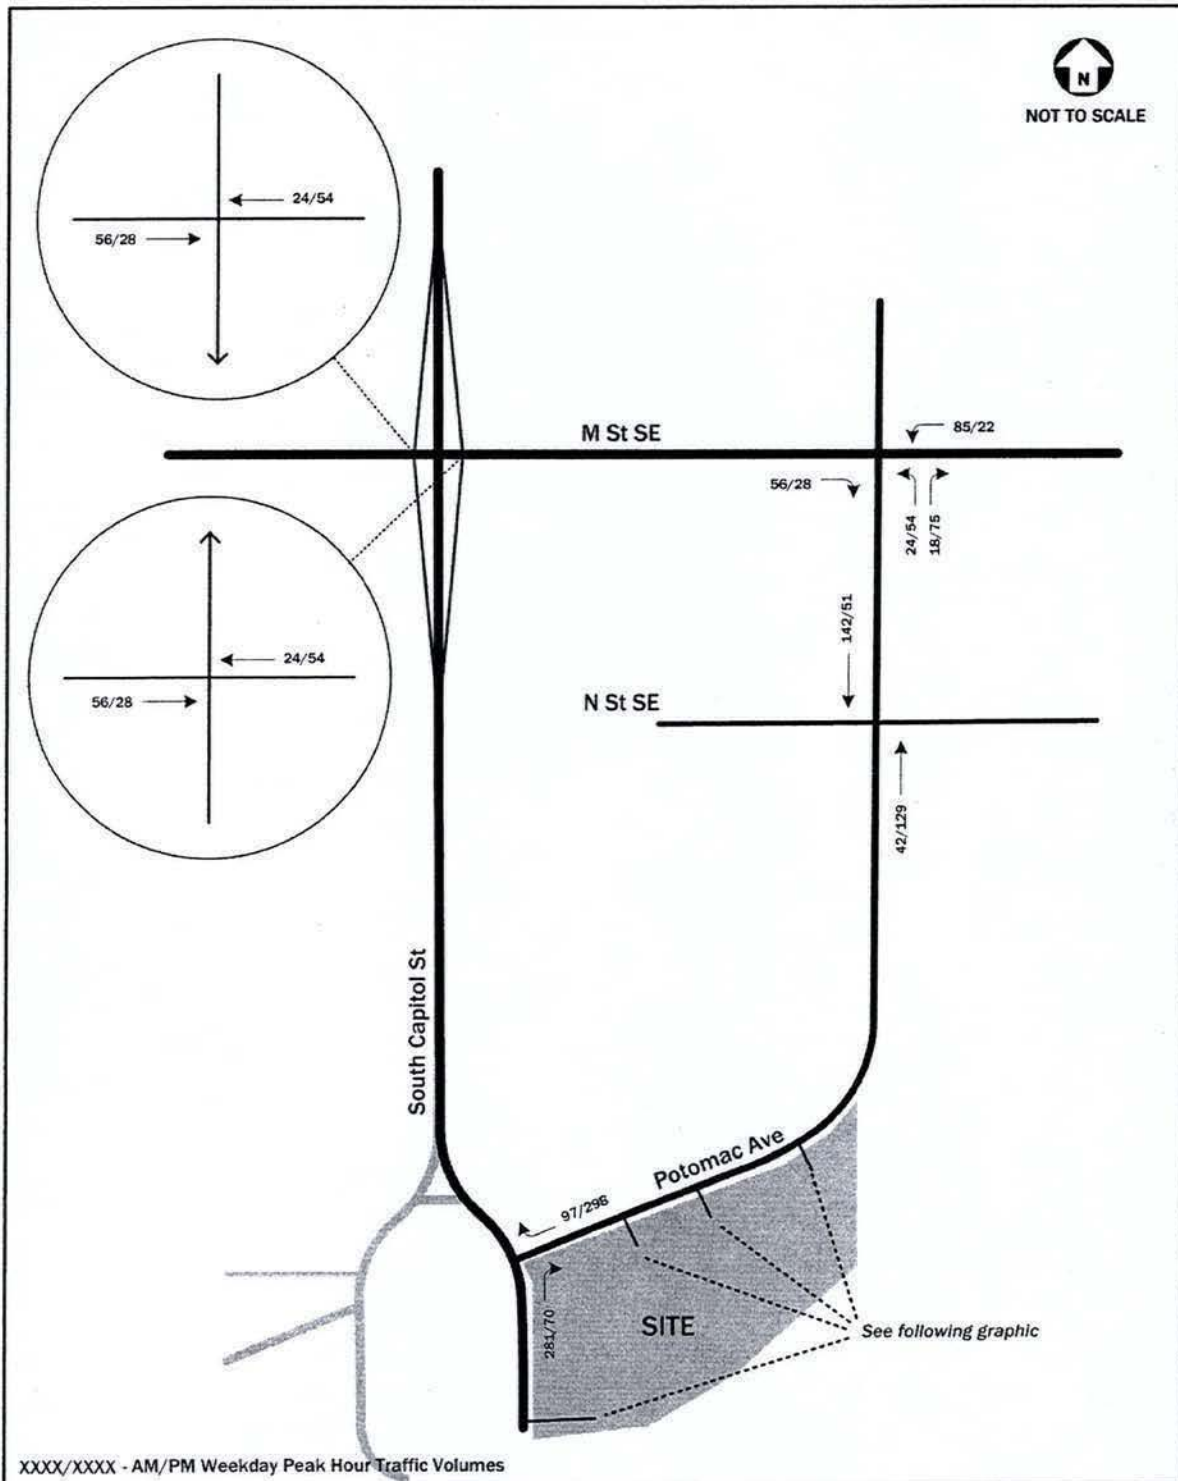 N
NOT TO SCALE
24/54
56/28
M St SE
85/22
56/28
24/54
18/75
142/51
24/54
56/28
N St SE
42/129
South Capitol St
Potomac Ave
97/298
281/70
SITE
See following graphic
XXXX/XXXX - AM/PM Weekday Peak Hour Traffic Volumes